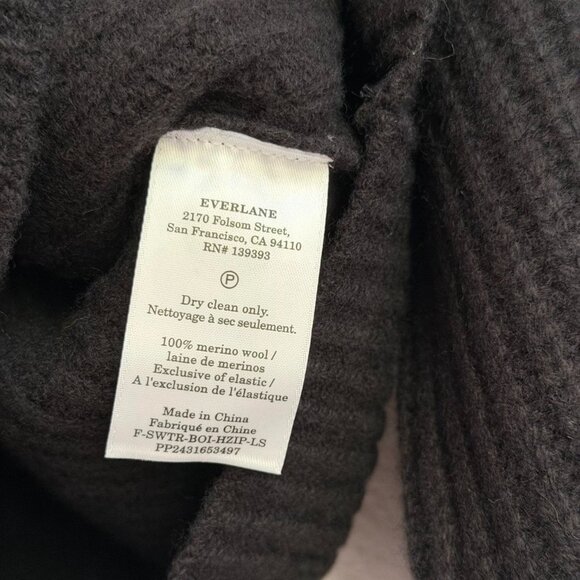 EVERLANE
2170 Folsom Street,
San Francisco, CA 94110
RN# 139393
P
Dry clean only.
Nettoyage à sec seulement.
100% merino wool /
laine de merinos
Exclusive of elastic /
A l'exclusion de l'élastique
Made in China
Fabriqué en Chine
F-SWTR-BOI-HZIP-LS
PP2431653497